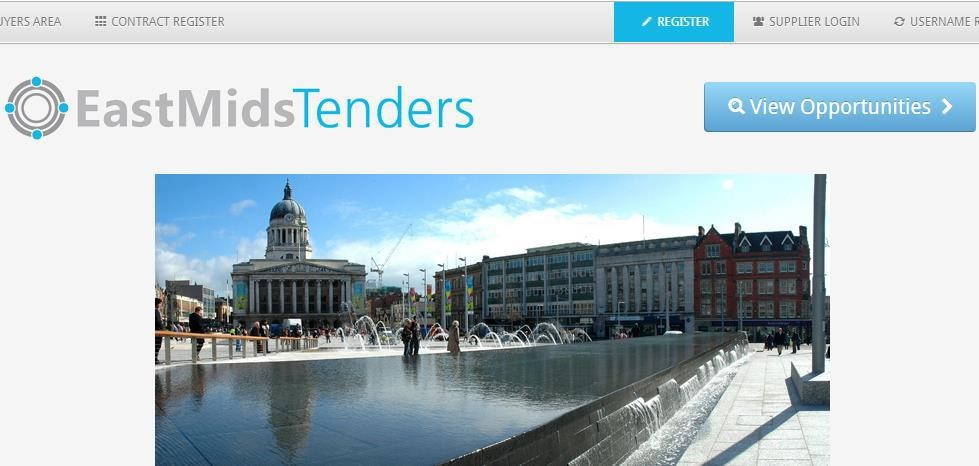 UYERS AREA CONTRACT REGISTER REGISTER SUPPLIER LOGIN USERNAME R
EastMidsTenders
View Opportunities